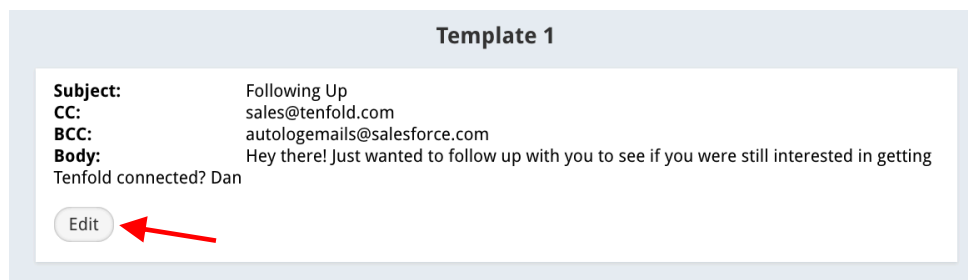 Template 1
Subject: Following Up
CC: sales@tenfold.com
BCC: autologemails@salesforce.com
Body: Hey there! Just wanted to follow up with you to see if you were still interested in getting
Tenfold connected? Dan
Edit